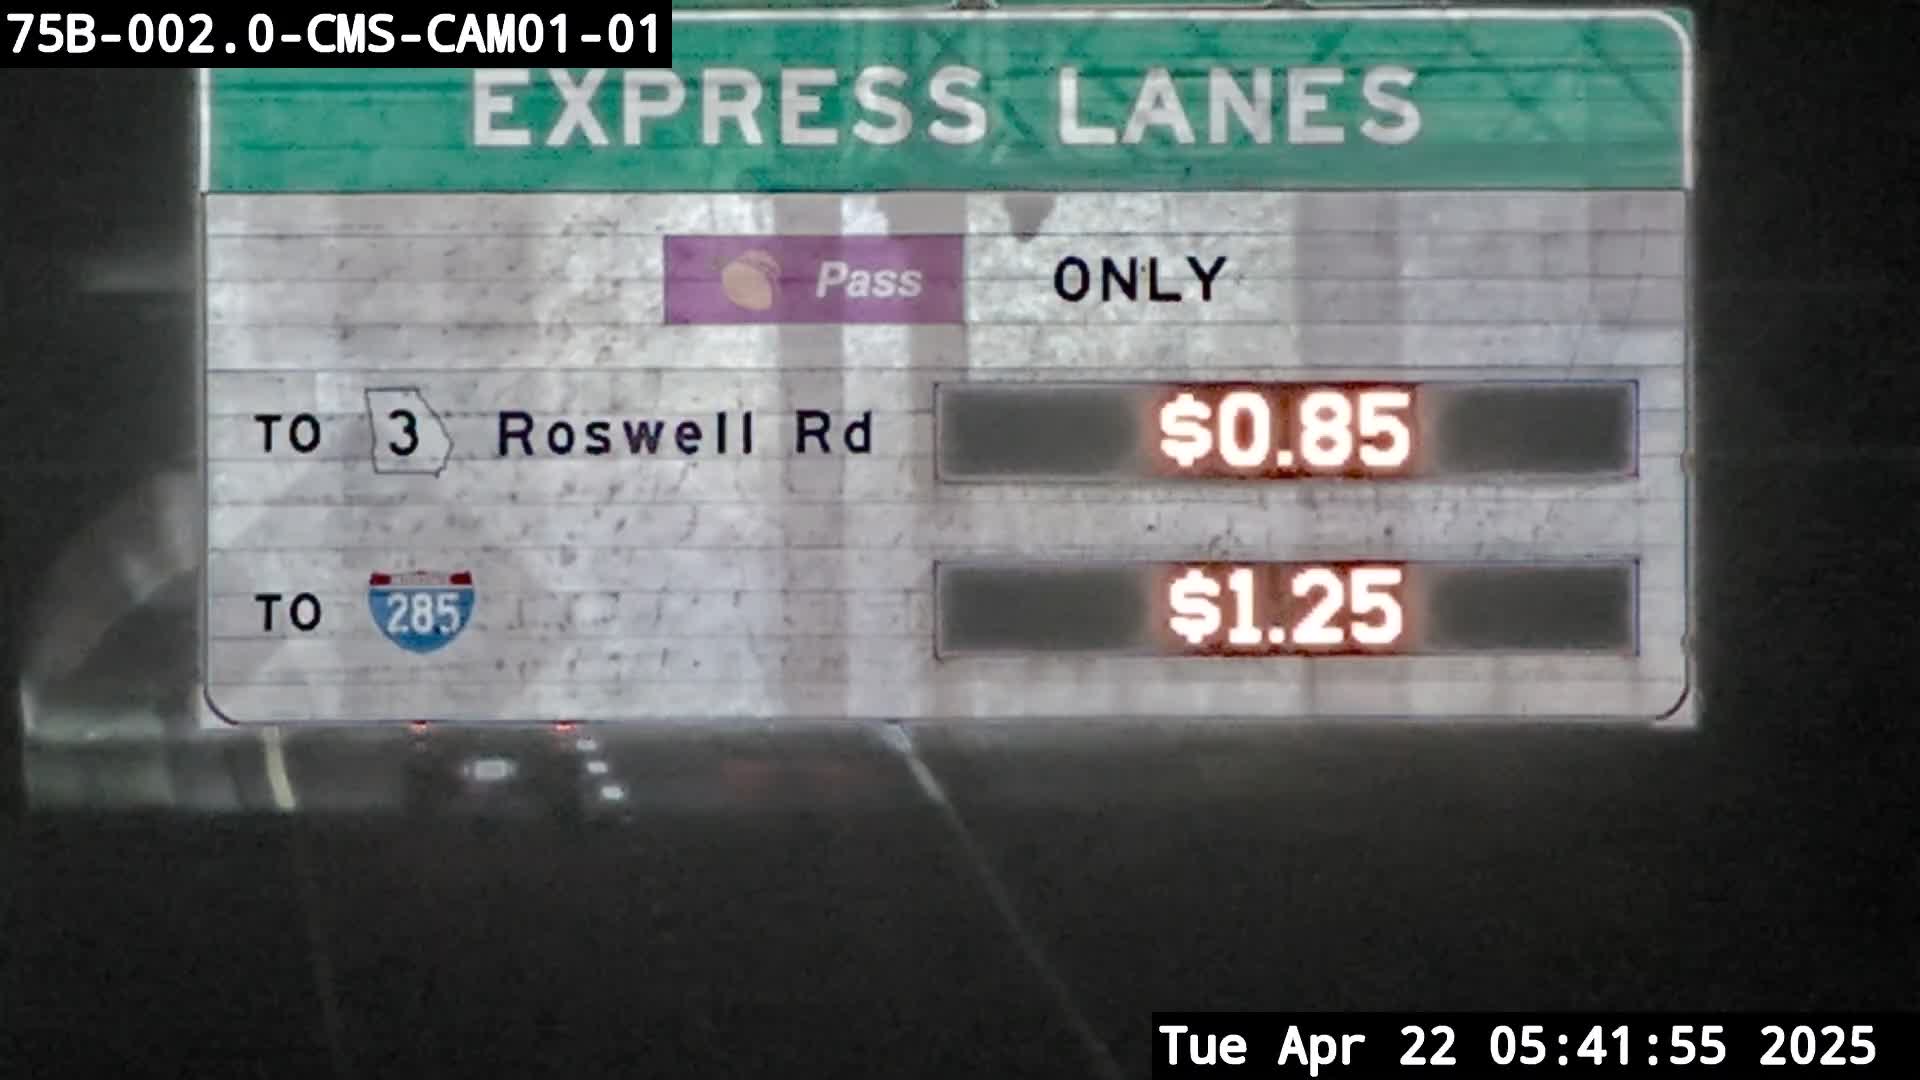 75B-002.0-CMS-CAM01-01
EXPRESS LANES
Pass ONLY
TO 3 Roswell Rd $0.85
TO 285 $1.25
Tue Apr 22 05:41:55 2025